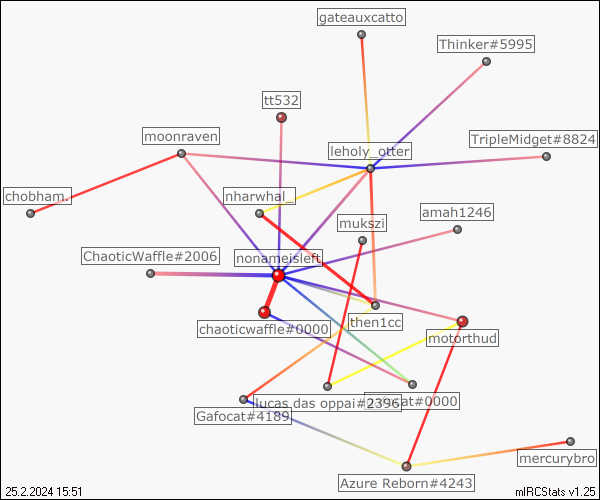 gateauxcatto
Thinker#5995
tt532
moonraven
leholy_otter
TripleMidget#8824
chobham.
nharwhal_
mukszi
amah1246
ChaoticWaffle#2006
nonameisleft
chaoticwaffle#0000
then1cc
motorthud
lucas das oppai#2396
cat#0000
Gafocat#4189
mercurybro
Azure Reborn#4243
25.2.2024 15:51
mIRCStats v1.25